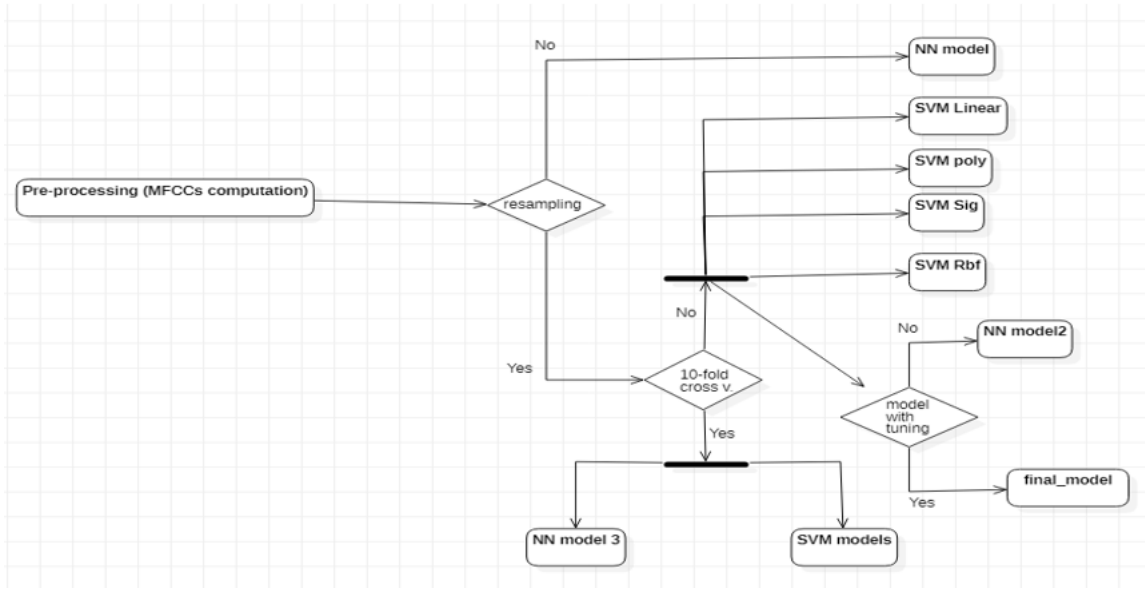 No
NN model
SVM Linear
SVM poly
Pre-processing (MFCCs computation)
resampling
SVM Sig
SVM Rbf
No
No
NN model2
Yes
10-fold
cross v.
model
with
tuning
Yes
final_model
Yes
NN model 3
SVM models